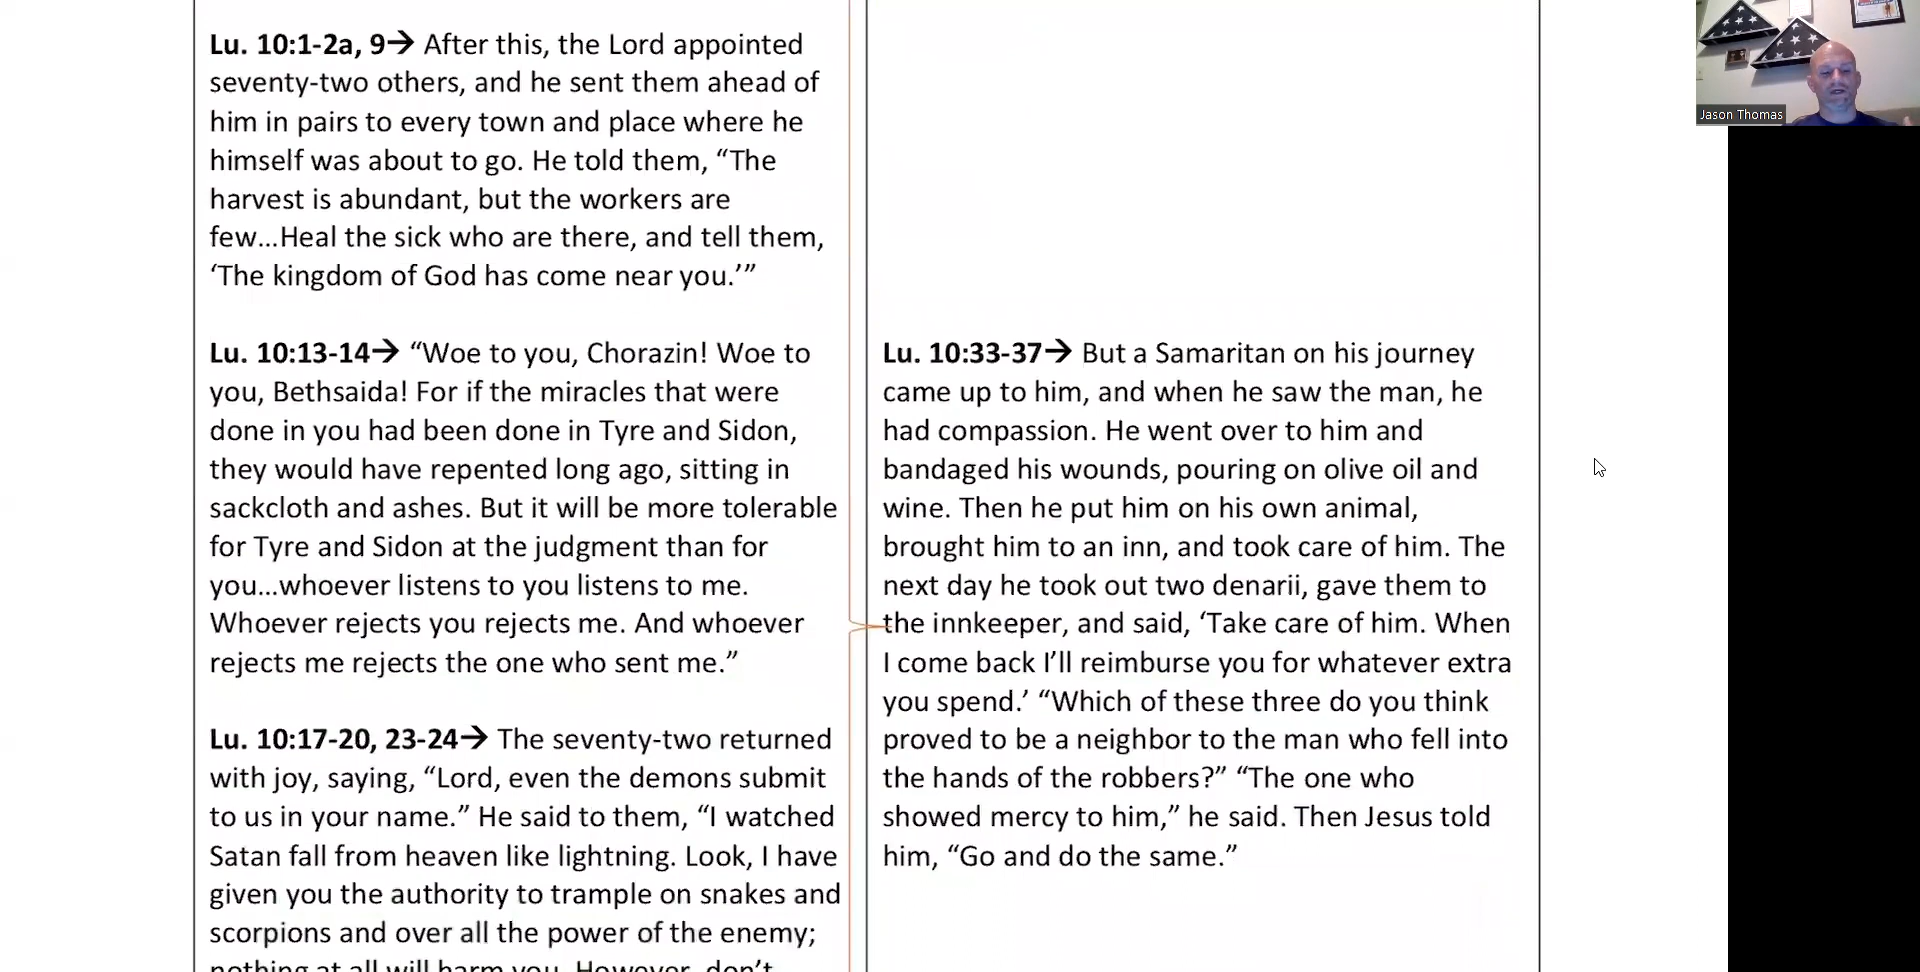 Lu. 10:1-2a, 9→ After this, the Lord appointed
seventy-two others, and he sent them ahead of
him in pairs to every town and place where he
himself was about to go. He told them, “The
harvest is abundant, but the workers are
few...Heal the sick who are there, and tell them,
‘The kingdom of God has come near you.’”
Lu. 10:13-14→ “Woe to you, Chorazin! Woe to
you, Bethsaida! For if the miracles that were
done in you had been done in Tyre and Sidon,
they would have repented long ago, sitting in
sackcloth and ashes. But it will be more tolerable
for Tyre and Sidon at the judgment than for
you...whoever listens to you listens to me.
Whoever rejects you rejects me. And whoever
rejects me rejects the one who sent me.”
Lu. 10:17-20, 23-24→ The seventy-two returned
with joy, saying, “Lord, even the demons submit
to us in your name.” He said to them, “I watched
Satan fall from heaven like lightning. Look, I have
given you the authority to trample on snakes and
scorpions and over all the power of the enemy;
nothing at all will harm you. However, don’t
Lu. 10:33-37→ But a Samaritan on his journey
came up to him, and when he saw the man, he
had compassion. He went over to him and
bandaged his wounds, pouring on olive oil and
wine. Then he put him on his own animal,
brought him to an inn, and took care of him. The
next day he took out two denarii, gave them to
the innkeeper, and said, ‘Take care of him. When
I come back I’ll reimburse you for whatever extra
you spend.’ “Which of these three do you think
proved to be a neighbor to the man who fell into
the hands of the robbers?” “The one who
showed mercy to him,” he said. Then Jesus told
him, “Go and do the same.”
Jason Thomas